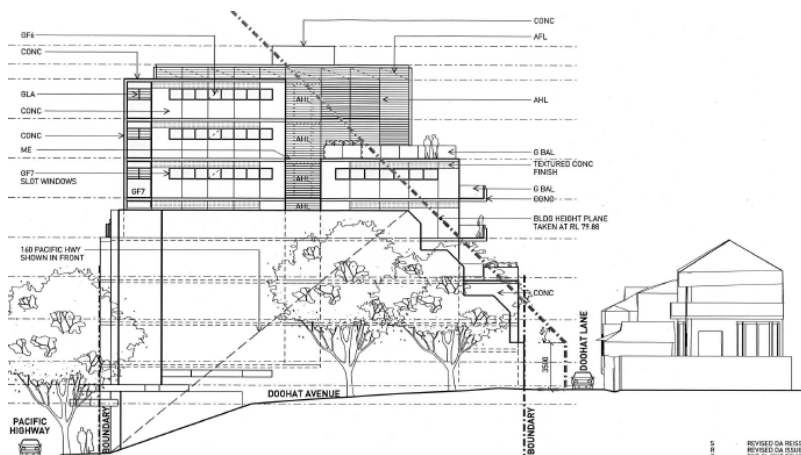 CONC
GF6
AFL
CONC
GLA
AHL
AHL
CONC
CONC
AHL
ME
G BAL
TEXTURED CONC
FINISH
GF7
SLOT WINDOWS
AHL
GF7
G BAL
CONC
AHL
BLDG HEIGHT PLANE
TAKEN AT RL 79.88
160 PACIFIC HWY
SHOWN IN FRONT
CONC
DOOHAT LANE
3500
DOOHAT AVENUE
PACIFIC
HIGHWAY
BOUNDARY
BOUNDARY
S REVISED DA REISS
R REVISED DA ISSUE